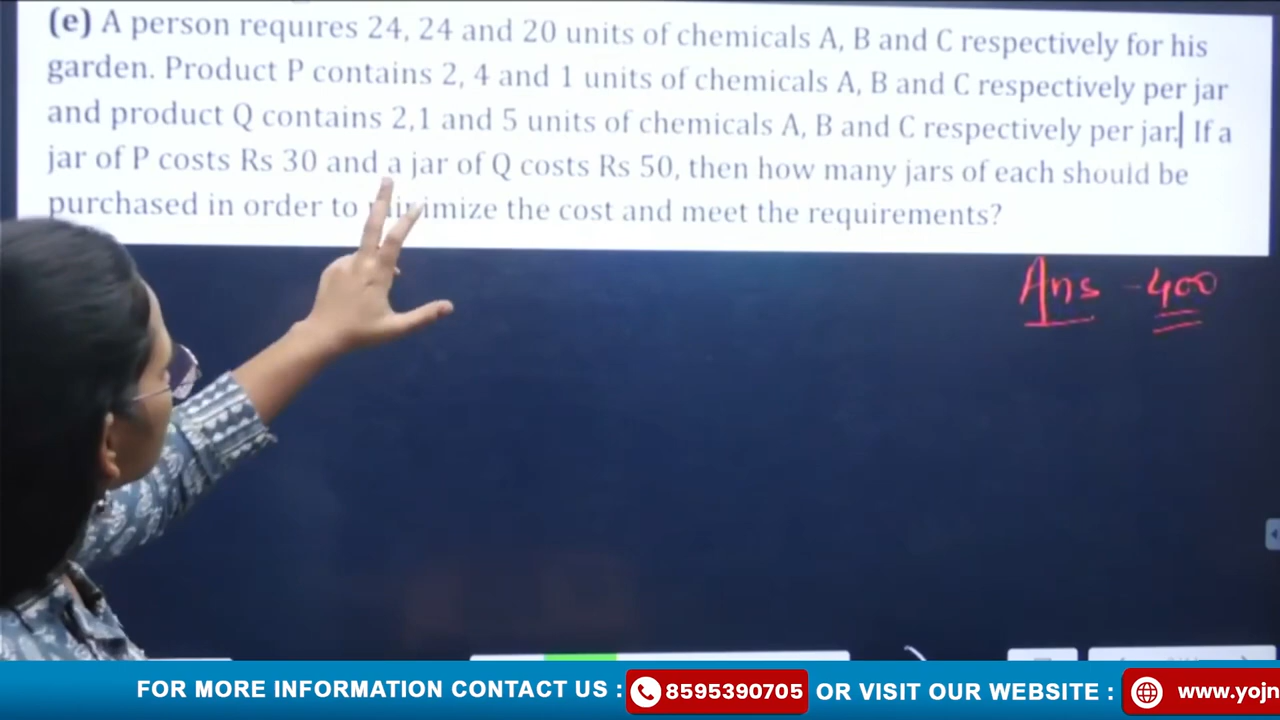 (e) A person requires 24, 24 and 20 units of chemicals A, B and C respectively for his
garden. Product P contains 2, 4 and 1 units of chemicals A, B and C respectively per jar
and product Q contains 2,1 and 5 units of chemicals A, B and C respectively per jar. If a
jar of P costs Rs 30 and a jar of Q costs Rs 50, then how many jars of each should be
purchased in order to minimize the cost and meet the requirements?
Ans - 400
FOR MORE INFORMATION CONTACT US : 8595390705 OR VISIT OUR WEBSITE : www.yojn